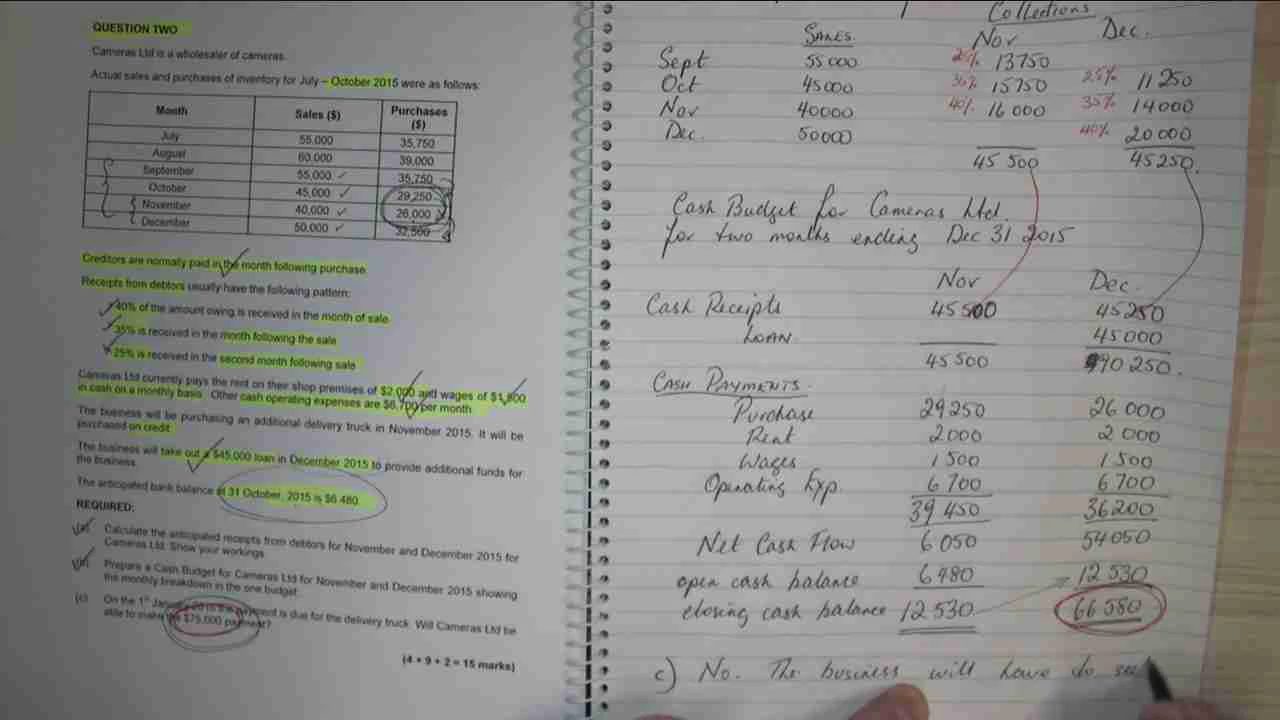 QUESTION TWO
Cameras Ltd is a wholesaler of cameras.
Actual sales and purchases of inventory for July – October 2015 were as follows:
Month Sales ($) Purchases ($)
July 55,000 35,750
August 60,000 39,000
September 55,000 35,750
October 45,000 29,250
November 40,000 26,000
December 50,000 32,500
Creditors are normally paid in the month following purchase.
Receipts from debtors usually have the following pattern:
40% of the amount owing is received in the month of sale
35% is received in the month following the sale
25% is received in the second month following sale
Cameras Ltd currently pays the rent on their shop premises of $2,000 and wages of
in cash on a monthly basis. Other cash operating expenses are $6,700 per month.
The business will be purchasing an additional delivery truck in November 2015. It will be
purchased on credit.
The business will take out a $45,000 loan in December 2015 to provide additional funds for
the business.
The anticipated bank balance at 31 October, 2015 is $6,480.
REQUIRED:
(a) Calculate the anticipated receipts from debtors for November and December 2015 for
Cameras Ltd. Show your workings.
(b) Prepare a Cash Budget for Cameras Ltd for November and December 2015 showing
the monthly breakdown in the one budget.
(c) On the 1st payment is due for the delivery truck. Will Cameras Ltd be
able to make the $75,000 payment?
(4 + 9 + 2 = 15 marks)
Collections
SALES Nov Dec.
Sept 55000 25% 13750
Oct 45000 35% 15750 25% 11250
Nov 40000 40% 16000 35% 14000
Dec. 50000 40% 20000
45500 45250
Cash Budget for Cameras Ltd.
for two months ending Dec 31 2015
Nov Dec.
Cash Receipts 45500 45250
LOAN 45000
45500 90250.
CASH PAYMENTS.
Purchase 29250 26000
Rent 2000 2000
Wages 1500 1500
Operating Exp. 6700 6700
39450 36200
Net Cash Flow 6050 54050
open cash balance 6480 12530
closing cash balance 12530 66580
c) No. The business will have do